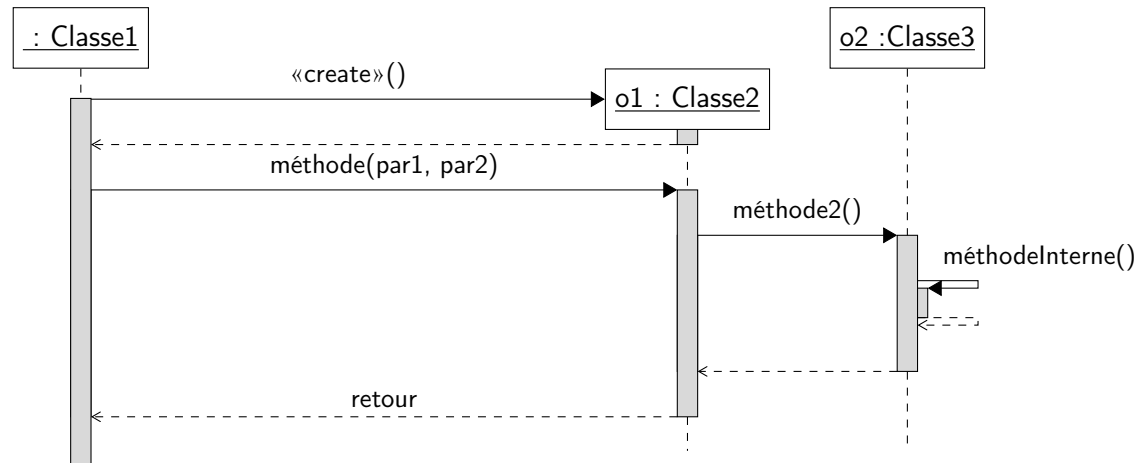 : Classe1
o2 :Classe3
«create»()
o1 : Classe2
méthode(par1, par2)
méthode2()
méthodeInterne()
retour